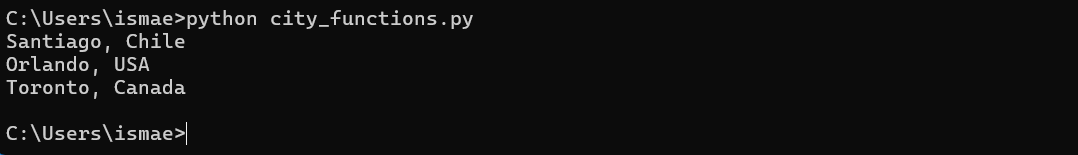 C:\Users\ismae>python city_functions.py
Santiago, Chile
Orlando, USA
Toronto, Canada
C:\Users\ismae>